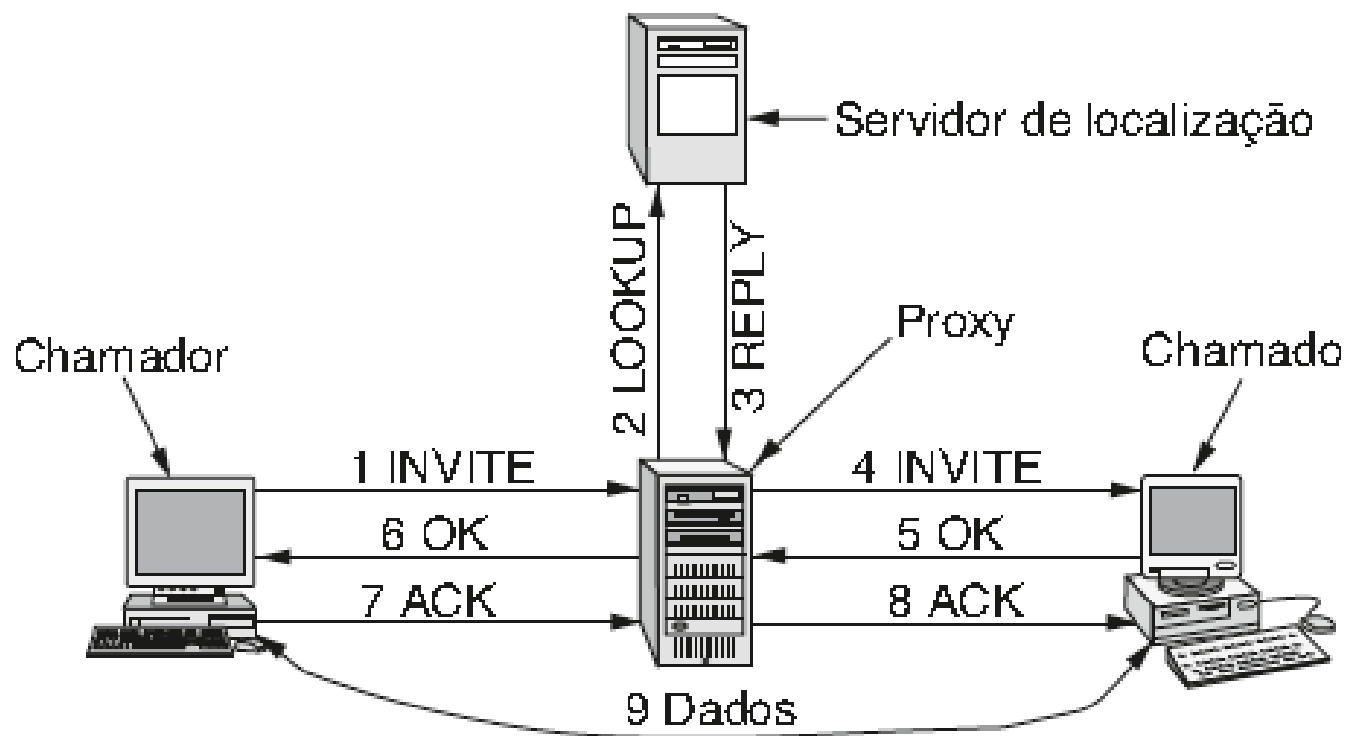 Servidor de localização
2 LOOKUP
3 REPLY
Proxy
Chamador
Chamado
1 INVITE
4 INVITE
6 OK
5 OK
7 ACK
8 ACK
9 Dados